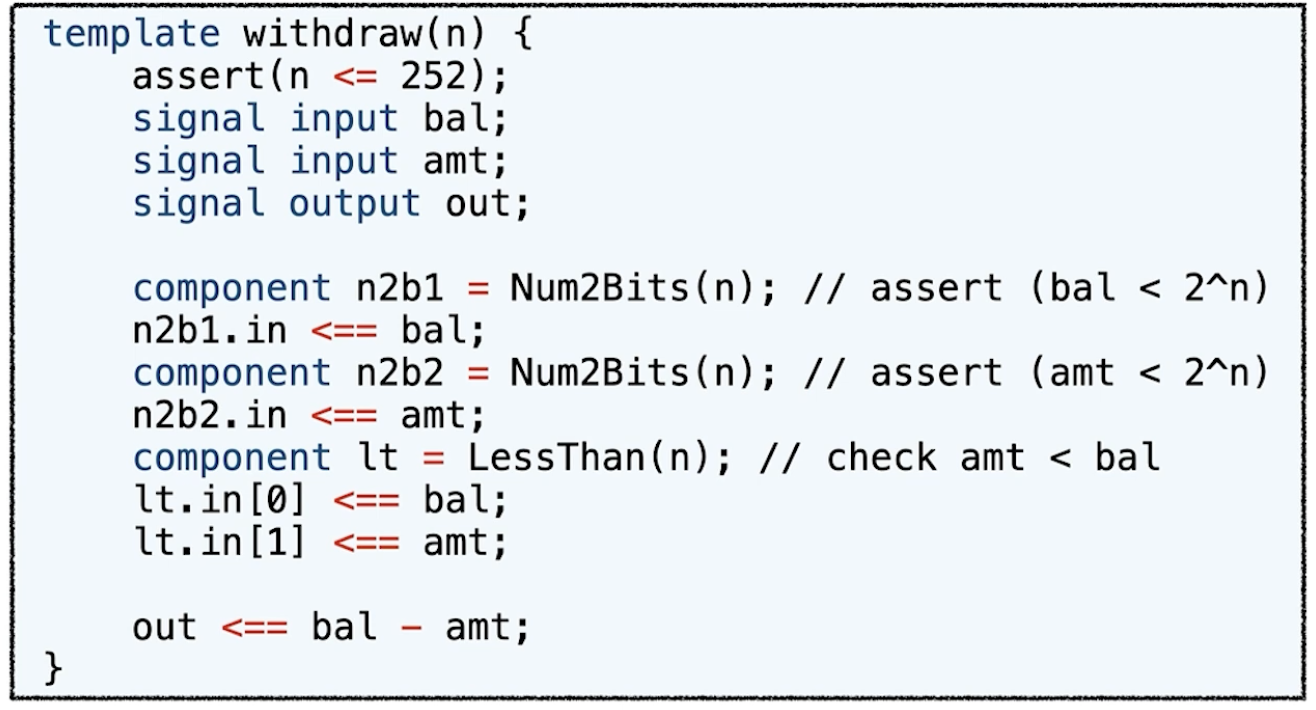 template withdraw(n) {
    assert(n <= 252);
    signal input bal;
    signal input amt;
    signal output out;

    component n2b1 = Num2Bits(n); // assert (bal < 2^n)
    n2b1.in <== bal;
    component n2b2 = Num2Bits(n); // assert (amt < 2^n)
    n2b2.in <== amt;
    component lt = LessThan(n); // check amt < bal
    lt.in[0] <== bal;
    lt.in[1] <== amt;

    out <== bal - amt;
}